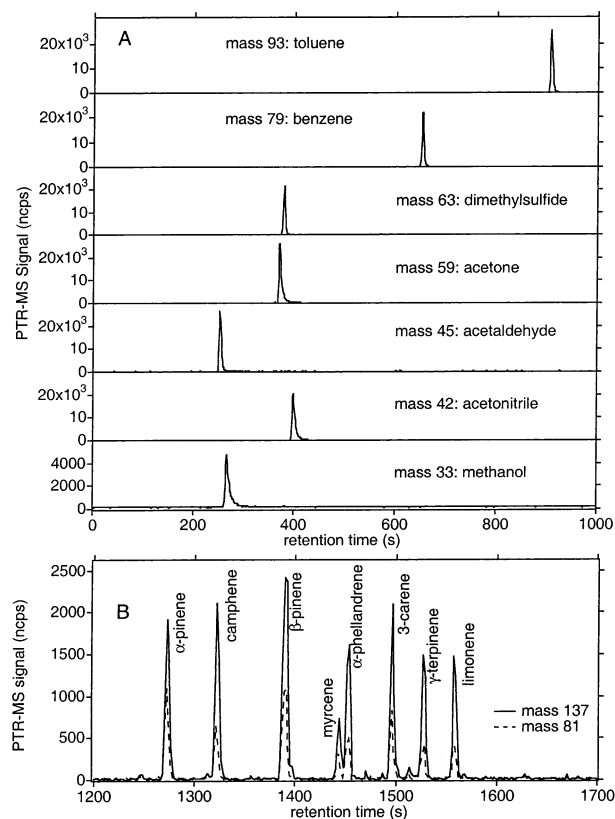 A
mass 93: toluene
20x10³
10
0
mass 79: benzene
20x10³
10
0
mass 63: dimethylsulfide
20x10³
10
0
mass 59: acetone
20x10³
10
0
mass 45: acetaldehyde
20x10³
10
0
mass 42: acetonitrile
20x10³
10
0
mass 33: methanol
4000
2000
0
PTR-MS Signal (ncps)
0 200 400 600 800 1000
retention time (s)
B
2500
2000
1500
1000
500
0
PTR-MS signal (ncps)
α-pinene
camphene
β-pinene
myrcene
α-phellandrene
3-carene
γ-terpinene
limonene
mass 137
mass 81
1200 1300 1400 1500 1600 1700
retention time (s)